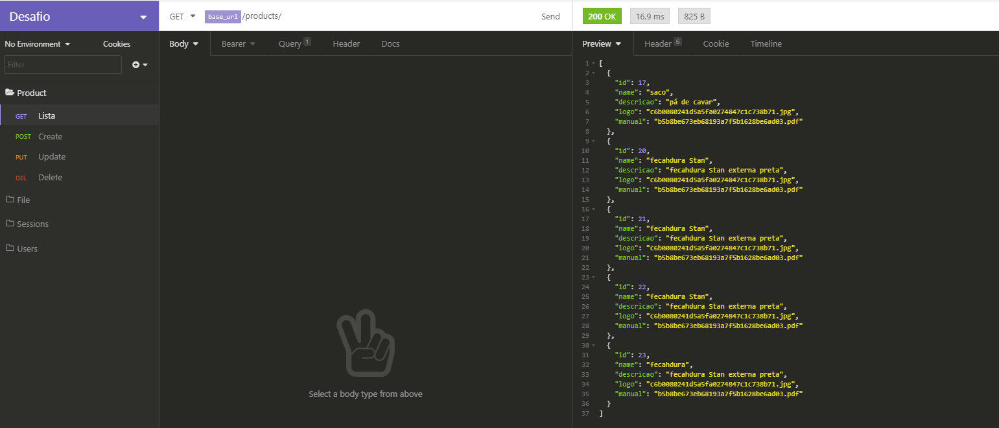 Desafio
No Environment
Cookies
Filter
Product
GET Lista
POST Create
PUT Update
DEL Delete
File
Sessions
Users
GET base_url/products/ Send
Body Bearer Query 1 Header Docs
Select a body type from above
200 OK 16.9 ms 825 B
Preview Header 6 Cookie Timeline
1 [
2 {
3 "id": 17,
4 "name": "saco",
5 "descricao": "pá de cavar",
6 "logo": "c6b0080241d5a5fa0274847c1c738b71.jpg",
7 "manual": "b5b8be673eb68193a7f5b1628be6ad03.pdf"
8 },
9 {
10 "id": 20,
11 "name": "fecahdura Stan",
12 "descricao": "fecahdura Stan externa preta",
13 "logo": "c6b0080241d5a5fa0274847c1c738b71.jpg",
14 "manual": "b5b8be673eb68193a7f5b1628be6ad03.pdf"
15 },
16 {
17 "id": 21,
18 "name": "fecahdura Stan",
19 "descricao": "fecahdura Stan externa preta",
20 "logo": "c6b0080241d5a5fa0274847c1c738b71.jpg",
21 "manual": "b5b8be673eb68193a7f5b1628be6ad03.pdf"
22 },
23 {
24 "id": 22,
25 "name": "fecahdura Stan",
26 "descricao": "fecahdura Stan externa preta",
27 "logo": "c6b0080241d5a5fa0274847c1c738b71.jpg",
28 "manual": "b5b8be673eb68193a7f5b1628be6ad03.pdf"
29 },
30 {
31 "id": 23,
32 "name": "fecahdura",
33 "descricao": "fecahdura Stan externa preta",
34 "logo": "c6b0080241d5a5fa0274847c1c738b71.jpg",
35 "manual": "b5b8be673eb68193a7f5b1628be6ad03.pdf"
36 }
37 ]